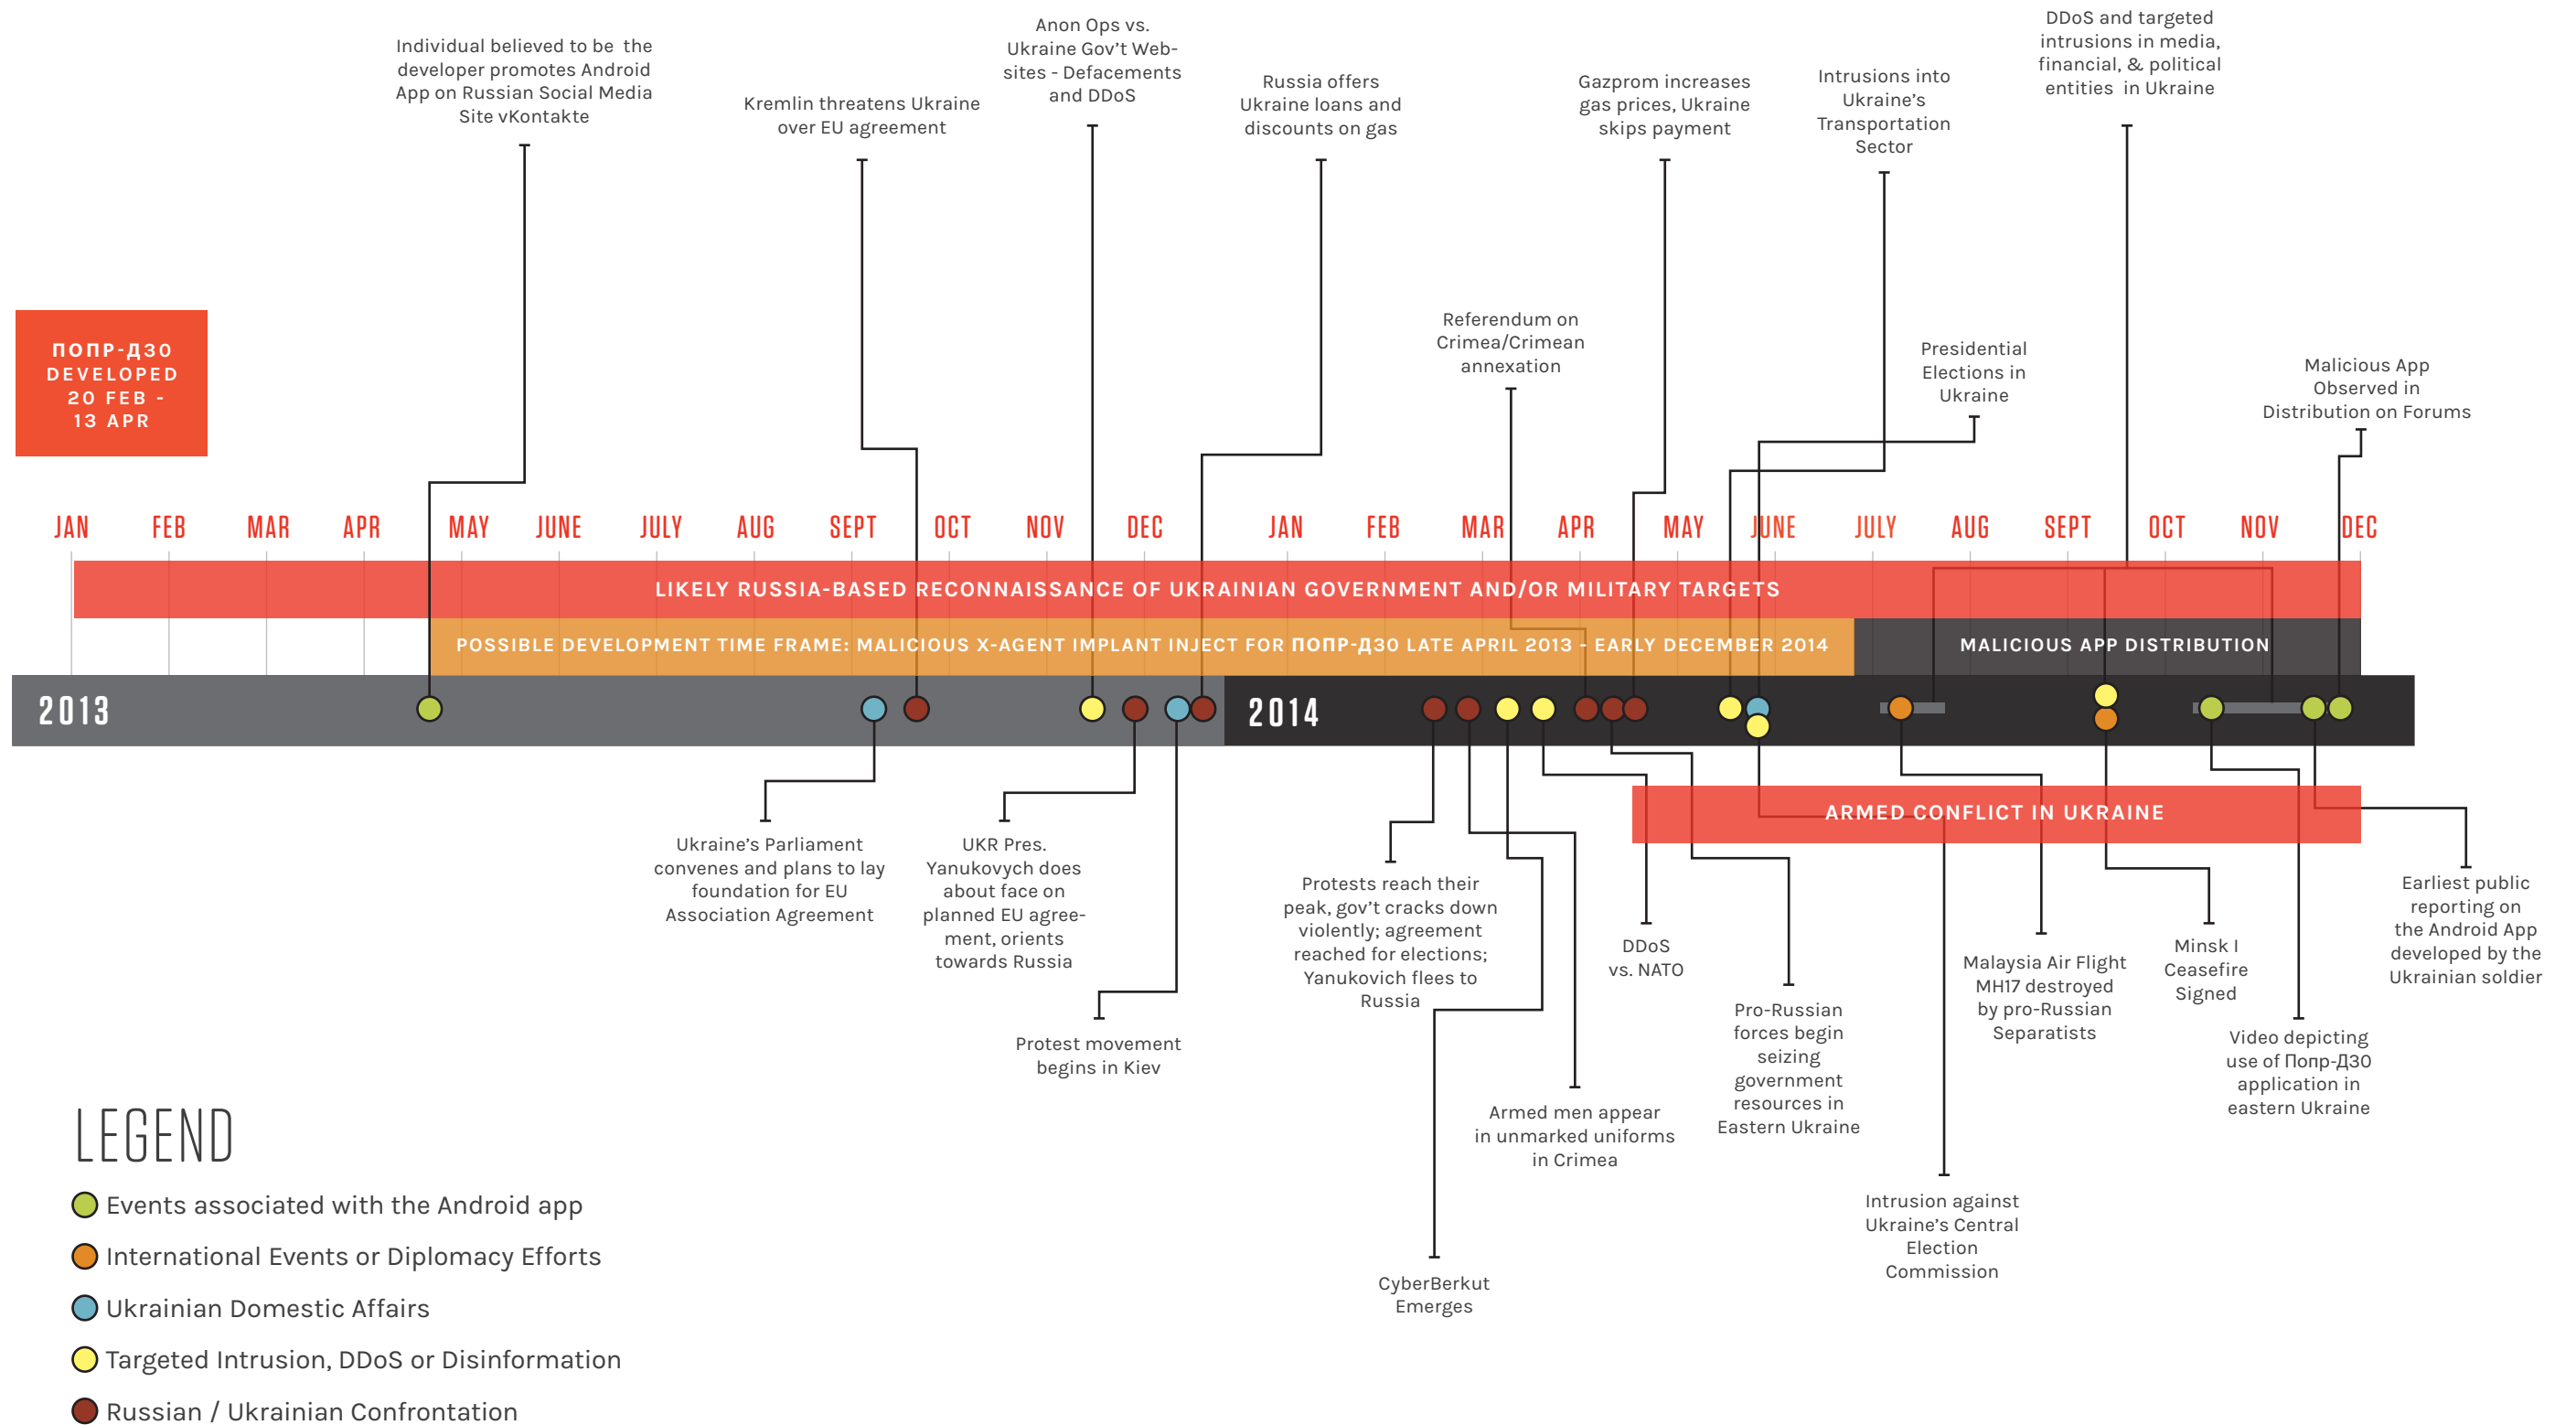 Individual believed to be the
developer promotes Android
App on Russian Social Media
Site vKontakte
Kremlin threatens Ukraine
over EU agreement
Anon Ops vs.
Ukraine Gov't Web-
sites - Defacements
and DDoS
Russia offers
Ukraine loans and
discounts on gas
Gazprom increases
gas prices, Ukraine
skips payment
Intrusions into
Ukraine's
Transportation
Sector
DDoS and targeted
intrusions in media,
financial, & political
entities in Ukraine
Referendum on
Crimea/Crimean
annexation
Presidential
Elections in
Ukraine
Malicious App
Observed in
Distribution on Forums
ПОПР-Д30
DEVELOPED
20 FEB -
13 APR
JAN FEB MAR APR MAY JUNE JULY AUG SEPT OCT NOV DEC JAN FEB MAR APR MAY JUNE JULY AUG SEPT OCT NOV DEC
LIKELY RUSSIA-BASED RECONNAISSANCE OF UKRAINIAN GOVERNMENT AND/OR MILITARY TARGETS
POSSIBLE DEVELOPMENT TIME FRAME: MALICIOUS X-AGENT IMPLANT INJECT FOR ПОПР-Д30 LATE APRIL 2013 - EARLY DECEMBER 2014
MALICIOUS APP DISTRIBUTION
2013
2014
ARMED CONFLICT IN UKRAINE
Ukraine's Parliament
convenes and plans to lay
foundation for EU
Association Agreement
UKR Pres.
Yanukovych does
about face on
planned EU agree-
ment, orients
towards Russia
Protest movement
begins in Kiev
Protests reach their
peak, gov't cracks down
violently; agreement
reached for elections;
Yanukovich flees to
Russia
CyberBerkut
Emerges
Armed men appear
in unmarked uniforms
in Crimea
DDoS
vs. NATO
Pro-Russian
forces begin
seizing
government
resources in
Eastern Ukraine
Intrusion against
Ukraine's Central
Election
Commission
Malaysia Air Flight
MH17 destroyed
by pro-Russian
Separatists
Minsk I
Ceasefire
Signed
Video depicting
use of Попр-Д30
application in
eastern Ukraine
Earliest public
reporting on
the Android App
developed by the
Ukrainian soldier
LEGEND
Events associated with the Android app
International Events or Diplomacy Efforts
Ukrainian Domestic Affairs
Targeted Intrusion, DDoS or Disinformation
Russian / Ukrainian Confrontation